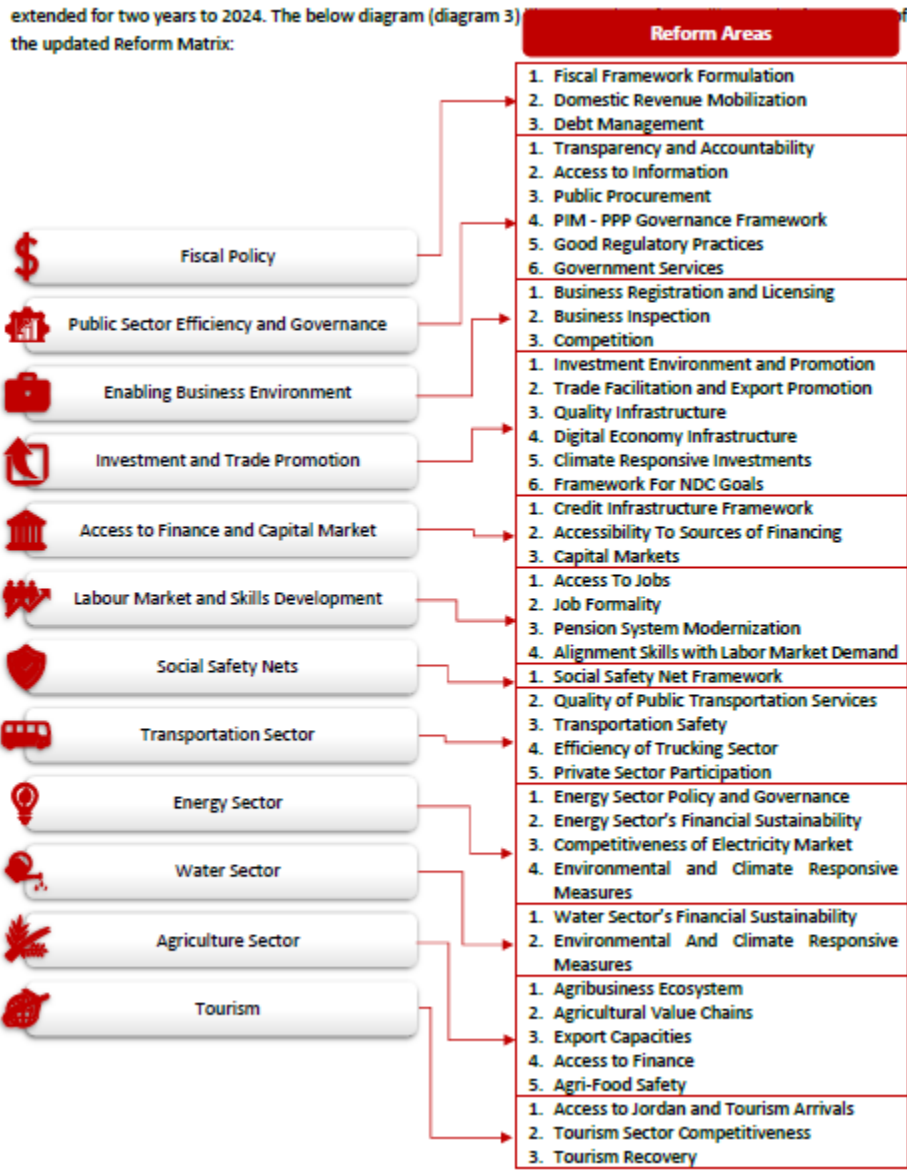 extended for two years to 2024. The below diagram (diagram 3)
the updated Reform Matrix:
Reform Areas
Fiscal Policy
Public Sector Efficiency and Governance
Enabling Business Environment
Investment and Trade Promotion
Access to Finance and Capital Market
Labour Market and Skills Development
Social Safety Nets
Transportation Sector
Energy Sector
Water Sector
Agriculture Sector
Tourism
1. Fiscal Framework Formulation
2. Domestic Revenue Mobilization
3. Debt Management
1. Transparency and Accountability
2. Access to Information
3. Public Procurement
4. PIM - PPP Governance Framework
5. Good Regulatory Practices
6. Government Services
1. Business Registration and Licensing
2. Business Inspection
3. Competition
1. Investment Environment and Promotion
2. Trade Facilitation and Export Promotion
3. Quality Infrastructure
4. Digital Economy Infrastructure
5. Climate Responsive Investments
6. Framework For NDC Goals
1. Credit Infrastructure Framework
2. Accessibility To Sources of Financing
3. Capital Markets
1. Access To Jobs
2. Job Formality
3. Pension System Modernization
4. Alignment Skills with Labor Market Demand
1. Social Safety Net Framework
2. Quality of Public Transportation Services
3. Transportation Safety
4. Efficiency of Trucking Sector
5. Private Sector Participation
1. Energy Sector Policy and Governance
2. Energy Sector's Financial Sustainability
3. Competitiveness of Electricity Market
4. Environmental and Climate Responsive
Measures
1. Water Sector's Financial Sustainability
2. Environmental And Climate Responsive
Measures
1. Agribusiness Ecosystem
2. Agricultural Value Chains
3. Export Capacities
4. Access to Finance
5. Agri-Food Safety
1. Access to Jordan and Tourism Arrivals
2. Tourism Sector Competitiveness
3. Tourism Recovery